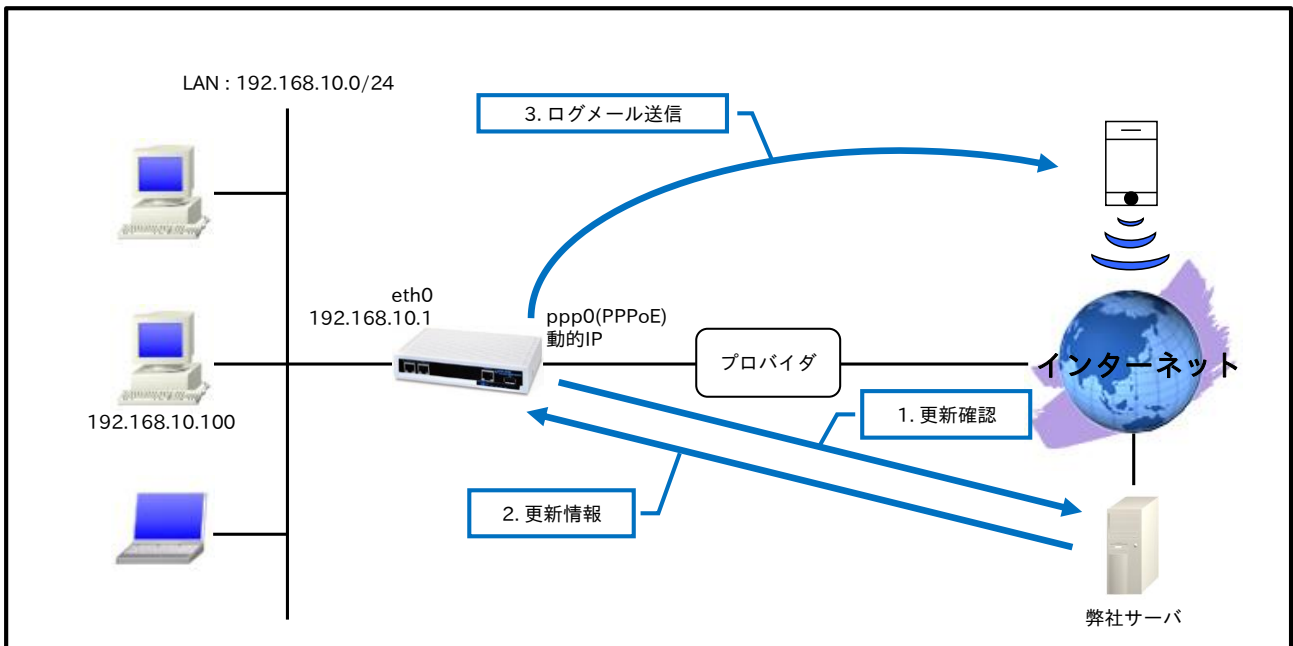 LAN : 192.168.10.0/24
3. ログメール送信
eth0
192.168.10.1
ppp0(PPPoE)
動的IP
プロバイダ
インターネット
192.168.10.100
1. 更新確認
2. 更新情報
弊社サーバ